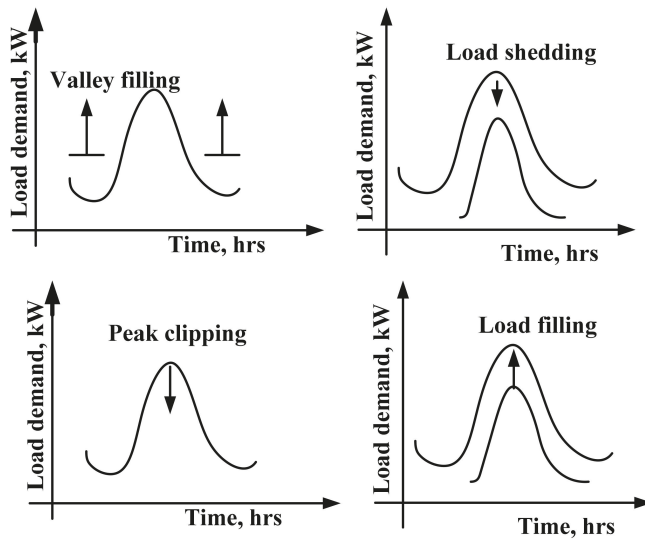 Load demand, kW
Valley filling
Time, hrs
Load demand, kW
Load shedding
Time, hrs
Load demand, kW
Peak clipping
Time, hrs
Load demand, kW
Load filling
Time, hrs